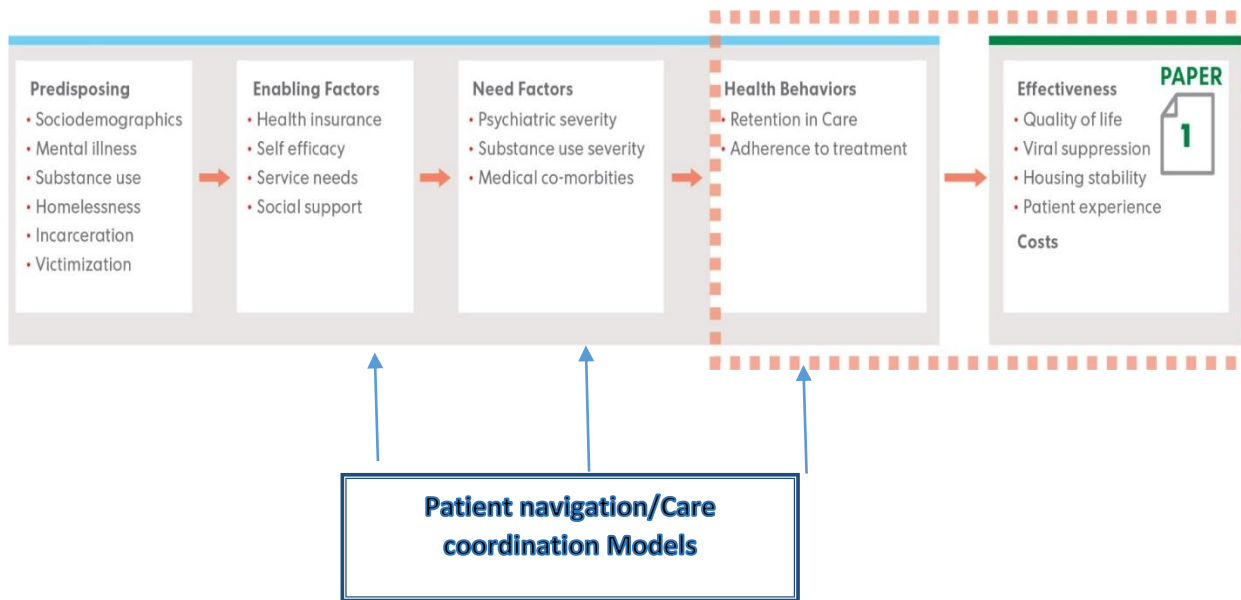 Predisposing
• Sociodemographics
• Mental illness
• Substance use
• Homelessness
• Incarceration
• Victimization
Enabling Factors
• Health insurance
• Self efficacy
• Service needs
• Social support
Need Factors
• Psychiatric severity
• Substance use severity
• Medical co-morbities
Health Behaviors
• Retention in Care
• Adherence to treatment
Effectiveness
• Quality of life
• Viral suppression
• Housing stability
• Patient experience
Costs
PAPER
1
Patient navigation/Care
coordination Models